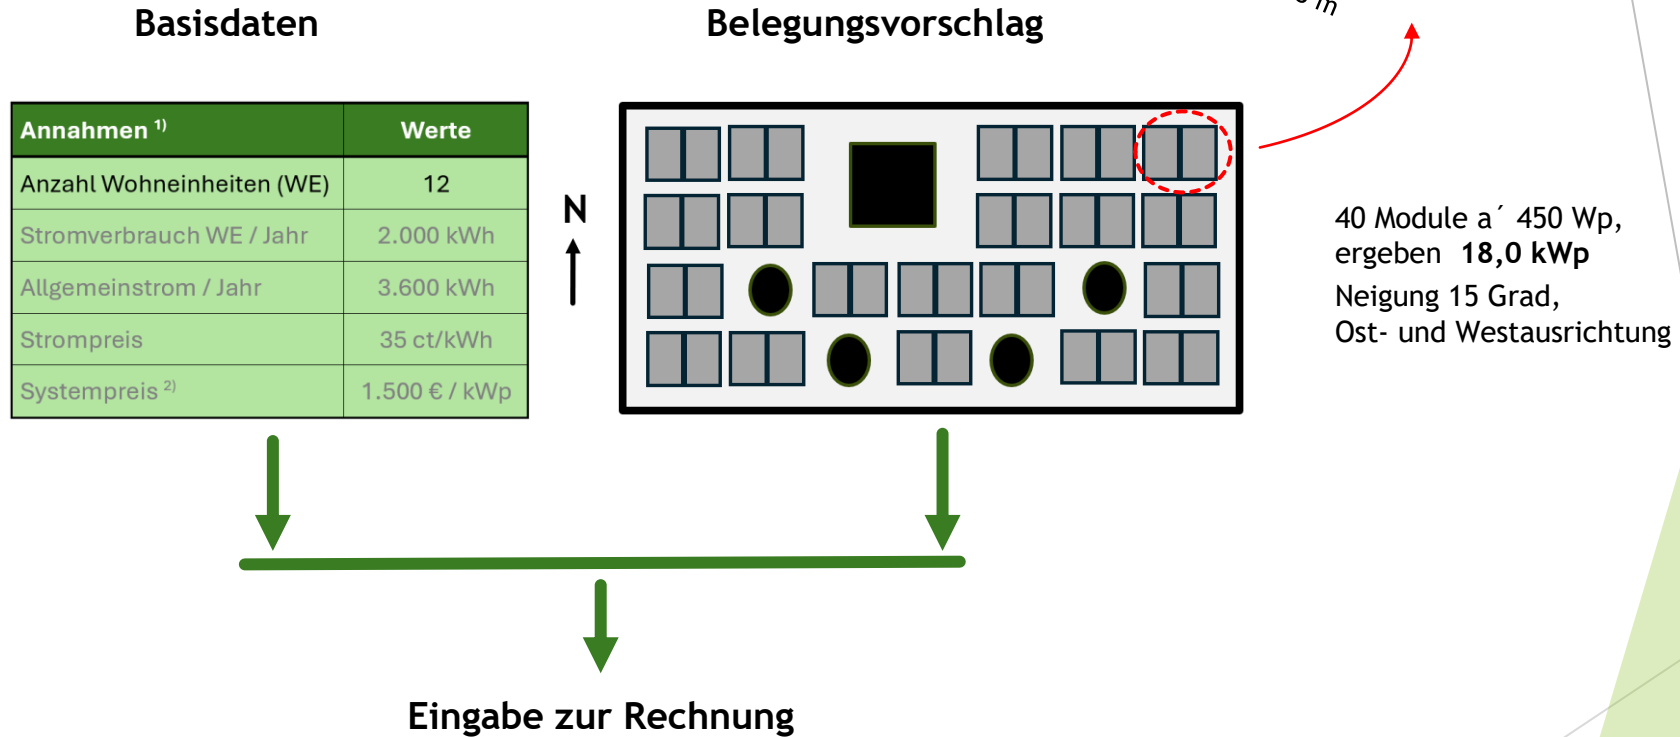 Basisdaten
Belegungsvorschlag
m
Annahmen ¹⁾ Werte
Anzahl Wohneinheiten (WE) 12
Stromverbrauch WE / Jahr 2.000 kWh
Allgemeinstrom / Jahr 3.600 kWh
Strompreis 35 ct/kWh
Systempreis ²⁾ 1.500 € / kWp
N
40 Module a´ 450 Wp,
ergeben 18,0 kWp
Neigung 15 Grad,
Ost- und Westausrichtung
Eingabe zur Rechnung